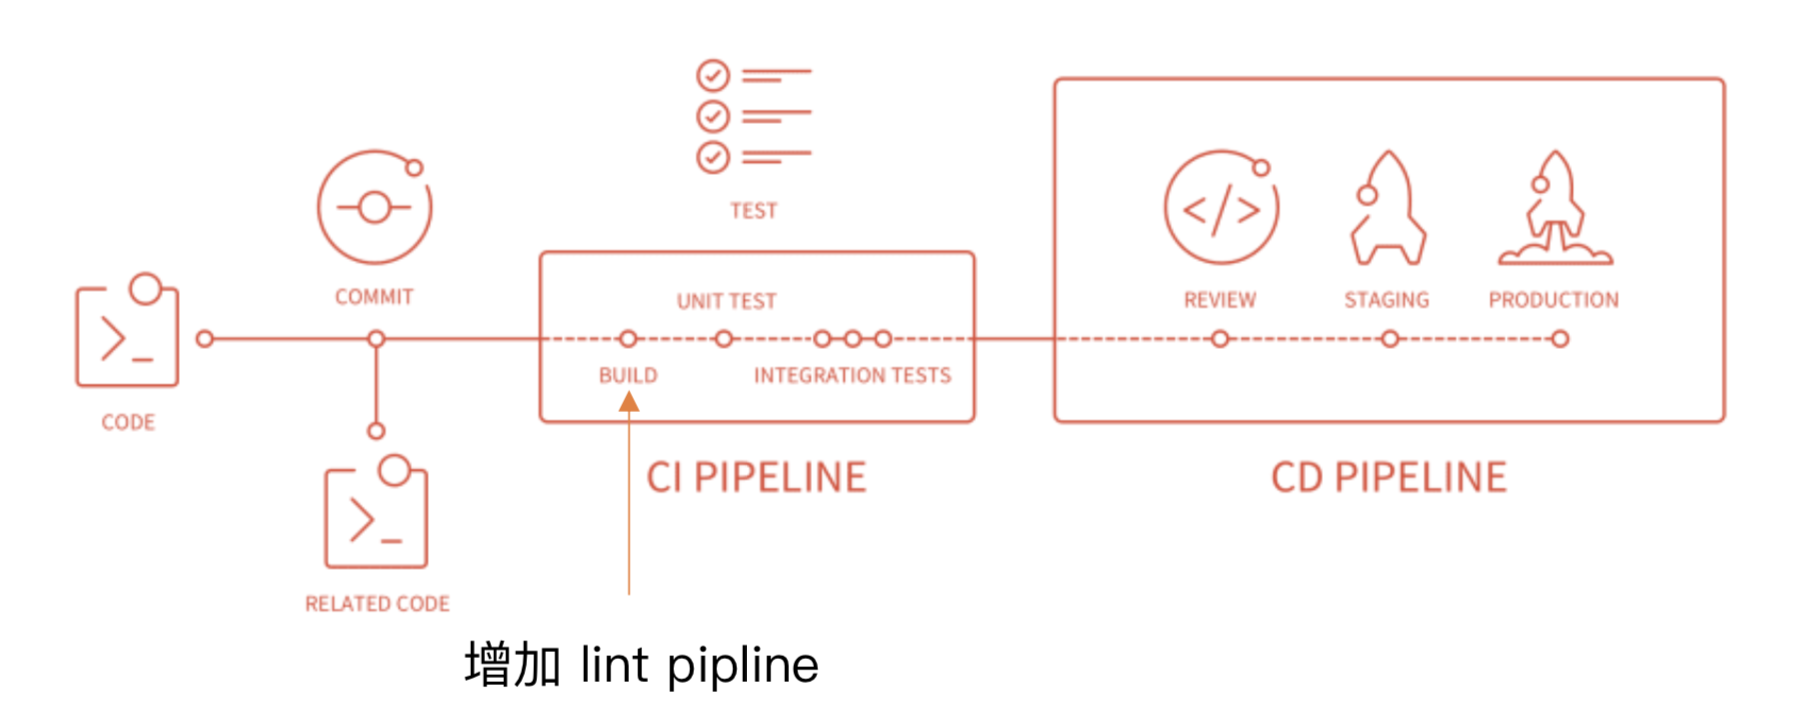 TEST
COMMIT
UNIT TEST
REVIEW
STAGING
PRODUCTION
BUILD
INTEGRATION TESTS
CODE
CI PIPELINE
CD PIPELINE
RELATED CODE
增加 lint pipline